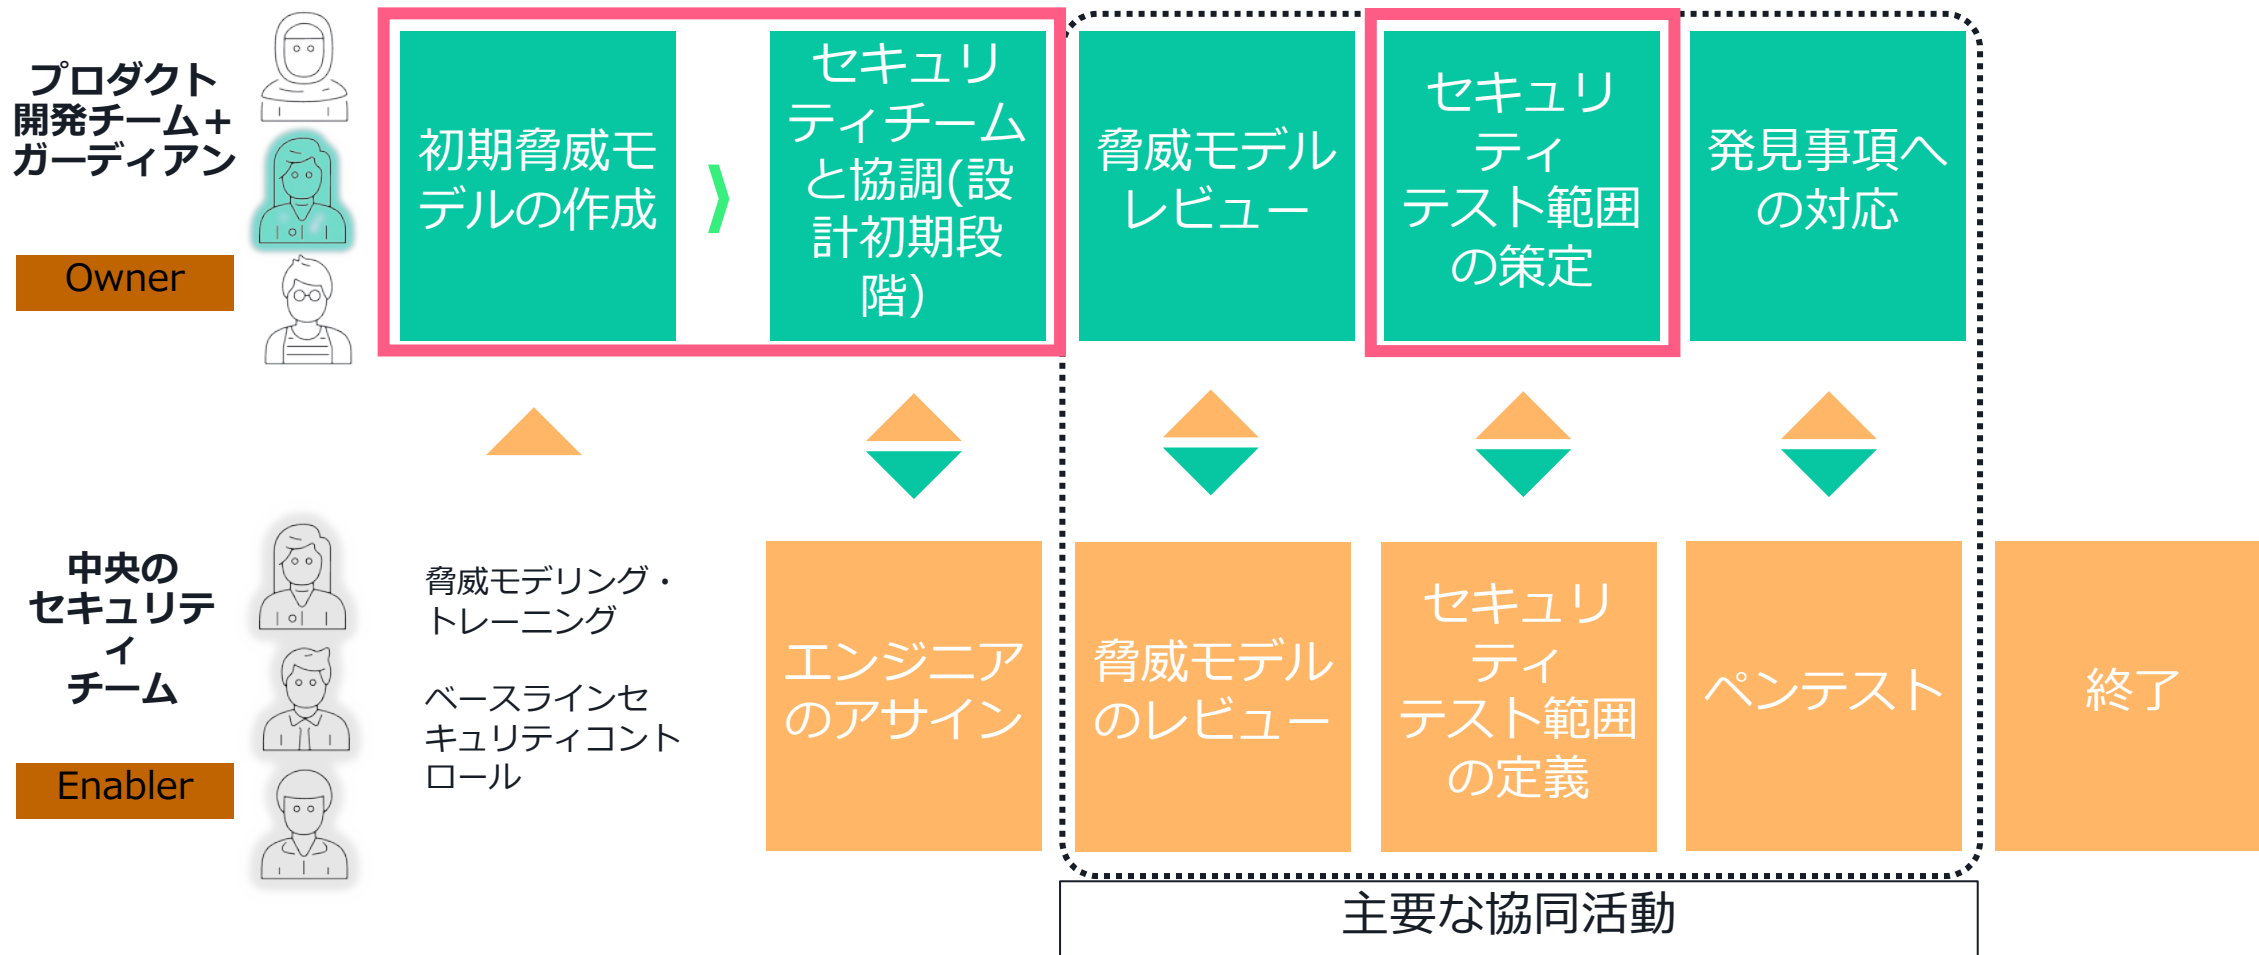 プロダクト
開発チーム＋
ガーディアン
Owner
初期脅威モ
デルの作成
セキュリ
ティチーム
と協調(設
計初期段
階)
脅威モデル
レビュー
セキュリ
ティ
テスト範囲
の策定
発見事項へ
の対応
中央の
セキュリテ
ィ
チーム
Enabler
脅威モデリング・
トレーニング
ベースラインセ
キュリティコント
ロール
エンジニア
のアサイン
脅威モデル
のレビュー
セキュリ
ティ
テスト範囲
の定義
ペンテスト
終了
主要な協同活動